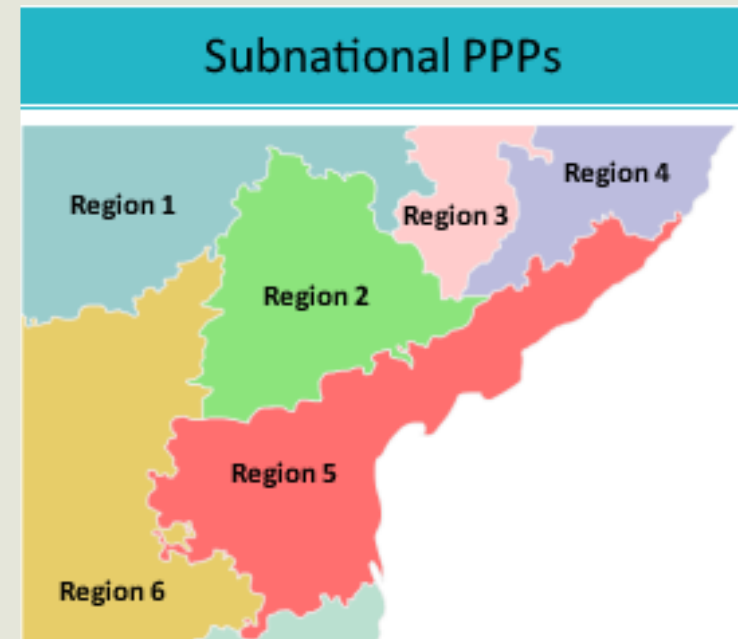 Subnational PPPs
Region 1
Region 4
Region 3
Region 2
Region 5
Region 6